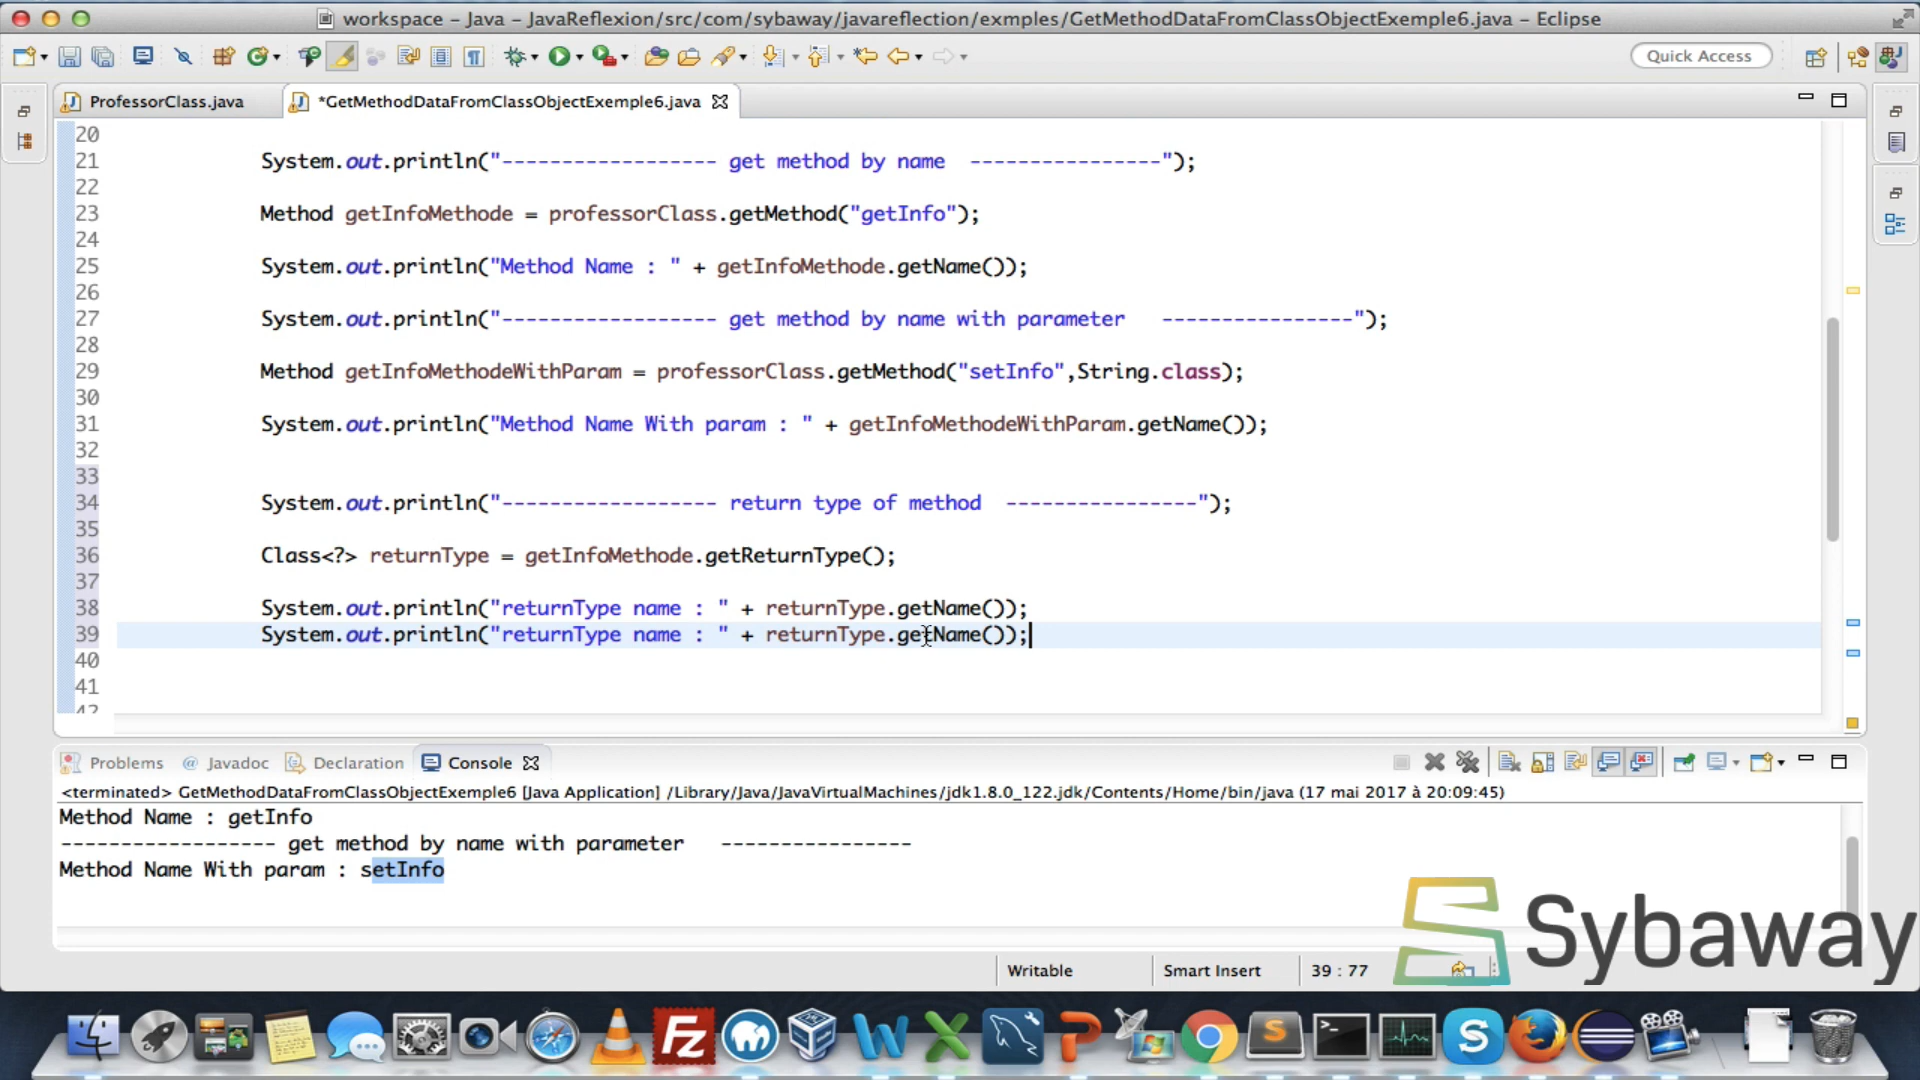 workspace – Java – JavaReflexion/src/com/sybaway/javareflection/exmples/GetMethodDataFromClassObjectExemple6.java – Eclipse
Quick Access
ProfessorClass.java
*GetMethodDataFromClassObjectExemple6.java
20
21 System.out.println("------------------ get method by name  ----------------");
22
23 Method getInfoMethode = professorClass.getMethod("getInfo");
24
25 System.out.println("Method Name : " + getInfoMethode.getName());
26
27 System.out.println("------------------ get method by name with parameter   ----------------");
28
29 Method getInfoMethodeWithParam = professorClass.getMethod("setInfo",String.class);
30
31 System.out.println("Method Name With param : " + getInfoMethodeWithParam.getName());
32
33
34 System.out.println("------------------ return type of method  ----------------");
35
36 Class<?> returnType = getInfoMethode.getReturnType();
37
38 System.out.println("returnType name : " + returnType.getName());
39 System.out.println("returnType name : " + returnType.getName());
40
41
42
Problems @ Javadoc Declaration Console
<terminated> GetMethodDataFromClassObjectExemple6 [Java Application] /Library/Java/JavaVirtualMachines/jdk1.8.0_122.jdk/Contents/Home/bin/java (17 mai 2017 à 20:09:45)
Method Name : getInfo
------------------ get method by name with parameter   ----------------
Method Name With param : setInfo
Sybaway
Writable
Smart Insert
39 : 77